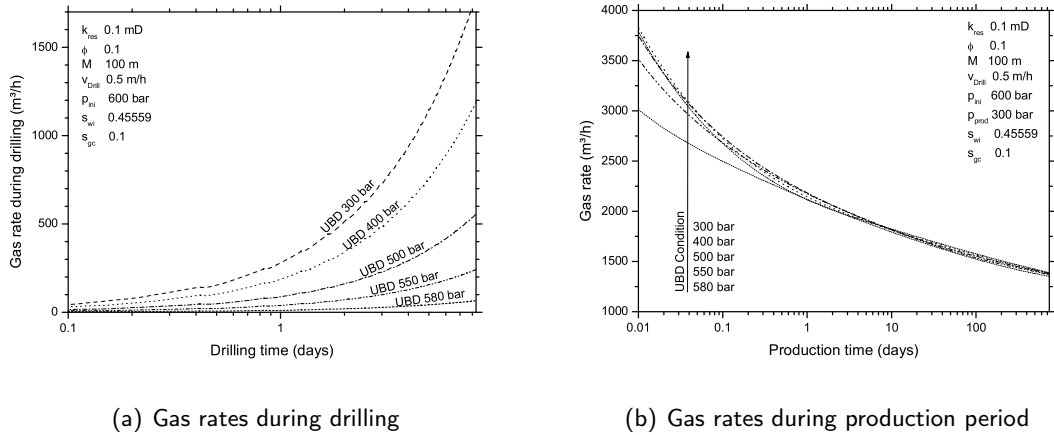 k_res 0.1 mD
ϕ 0.1
M 100 m
v_Drill 0.5 m/h
p_ini 600 bar
s_wi 0.45559
s_gc 0.1
Gas rate during drilling (m³/h)
1500
1000
500
0
UBD 300 bar
UBD 400 bar
UBD 500 bar
UBD 550 bar
UBD 580 bar
0.1
1
Drilling time (days)
(a) Gas rates during drilling
k_res 0.1 mD
ϕ 0.1
M 100 m
v_Drill 0.5 m/h
p_ini 600 bar
p_prod 300 bar
s_wi 0.45559
s_gc 0.1
Gas rate (m³/h)
4000
3500
3000
2500
2000
1500
1000
UBD Condition
300 bar
400 bar
500 bar
550 bar
580 bar
0.01
0.1
1
10
100
Production time (days)
(b) Gas rates during production period